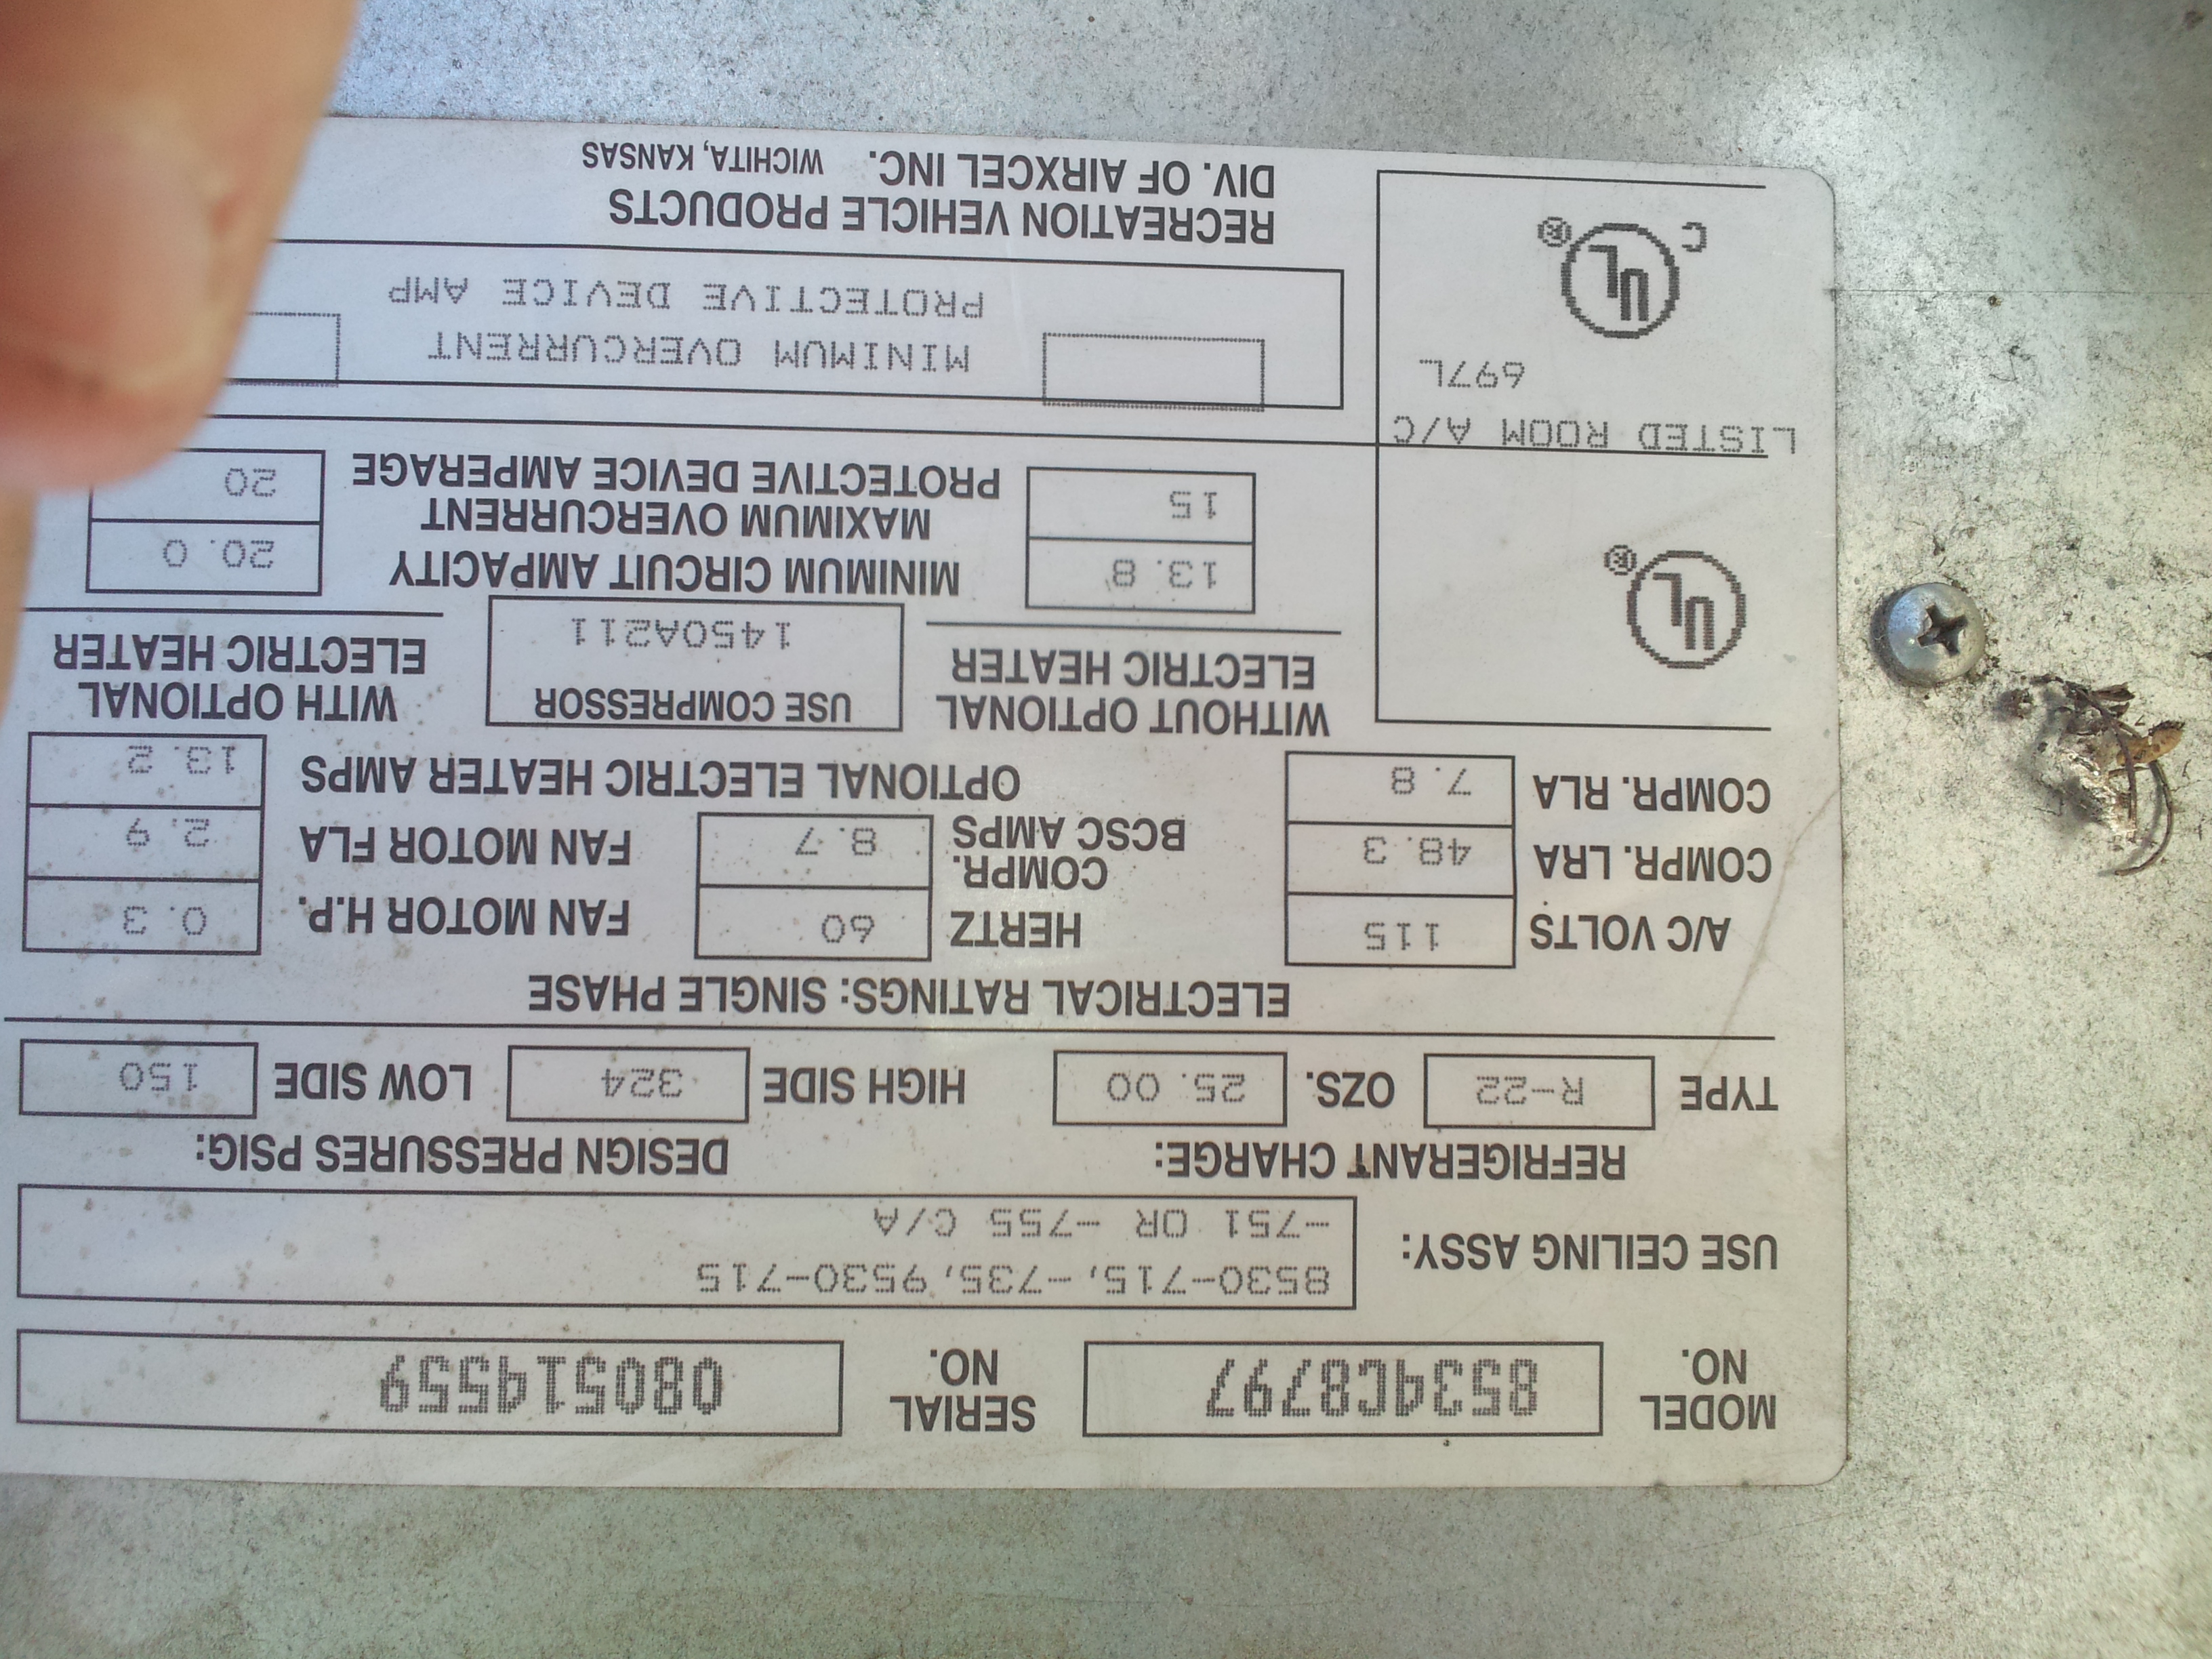 MODEL NO. 8534C8797 SERIAL NO. 080514559
USE CEILING ASSY: 8530-715,-735,9530-715
-751 OR -755 C/A
REFRIGERANT CHARGE: DESIGN PRESSURES PSIG:
TYPE R-22 OZS. 25.00 HIGH SIDE 324 LOW SIDE 150
ELECTRICAL RATINGS: SINGLE PHASE
A/C VOLTS 115 HERTZ 60 FAN MOTOR H.P. 0.3
COMPR. LRA 48.3 COMPR. BCSC AMPS 8.7 FAN MOTOR FLA 2.9
COMPR. RLA 7.8 OPTIONAL ELECTRIC HEATER AMPS 13.2
WITHOUT OPTIONAL ELECTRIC HEATER
USE COMPRESSOR
1450A211
WITH OPTIONAL ELECTRIC HEATER
UL ®
13.8 MINIMUM CIRCUIT AMPACITY 20.0
15 MAXIMUM OVERCURRENT PROTECTIVE DEVICE AMPERAGE 20
LISTED ROOM A/C
697L
C UL ®
MINIMUM OVERCURRENT
PROTECTIVE DEVICE AMP
RECREATION VEHICLE PRODUCTS
DIV. OF AIRXCEL INC. WICHITA, KANSAS